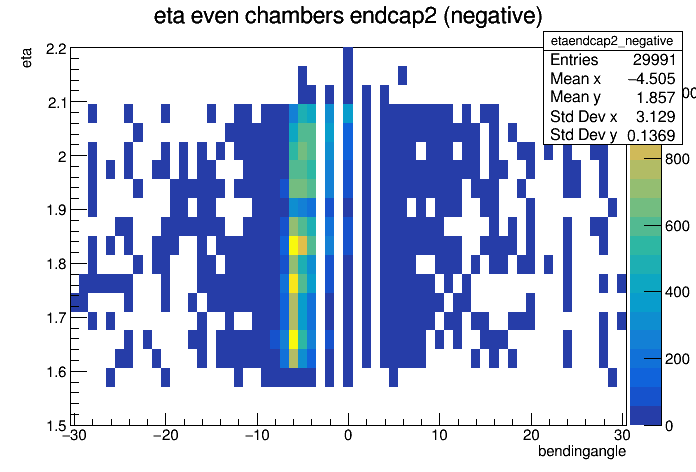 eta even chambers endcap2 (negative)
etaendcap2_negative
Entries 29991
Mean x −4.505
Mean y 1.857
Std Dev x 3.129
Std Dev y 0.1369
eta
2.2
2.1
2
1.9
1.8
1.7
1.6
1.5
−30 −20 −10 0 10 20 30
bendingangle
800
600
400
200
0